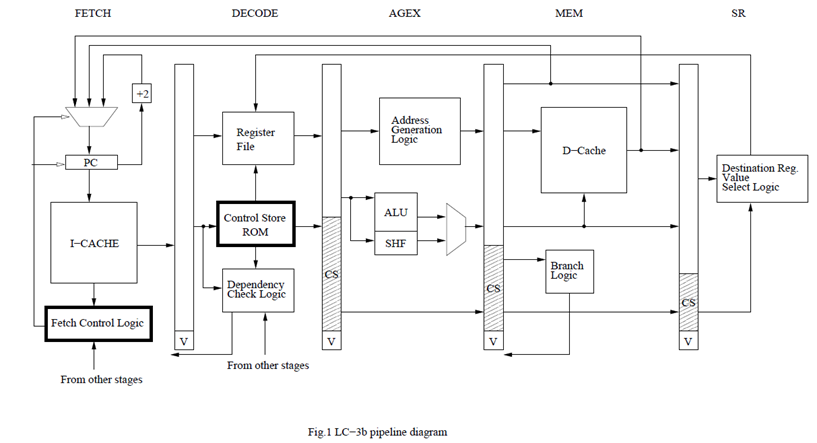 FETCH
DECODE
AGEX
MEM
SR
+2
PC
I−CACHE
Fetch Control Logic
From other stages
V
Register
File
Control Store
ROM
Dependency
Check Logic
From other stages
CS
V
Address
Generation
Logic
ALU
SHF
CS
V
D−Cache
Branch
Logic
CS
V
Destination Reg.
Value
Select Logic
Fig.1 LC−3b pipeline diagram